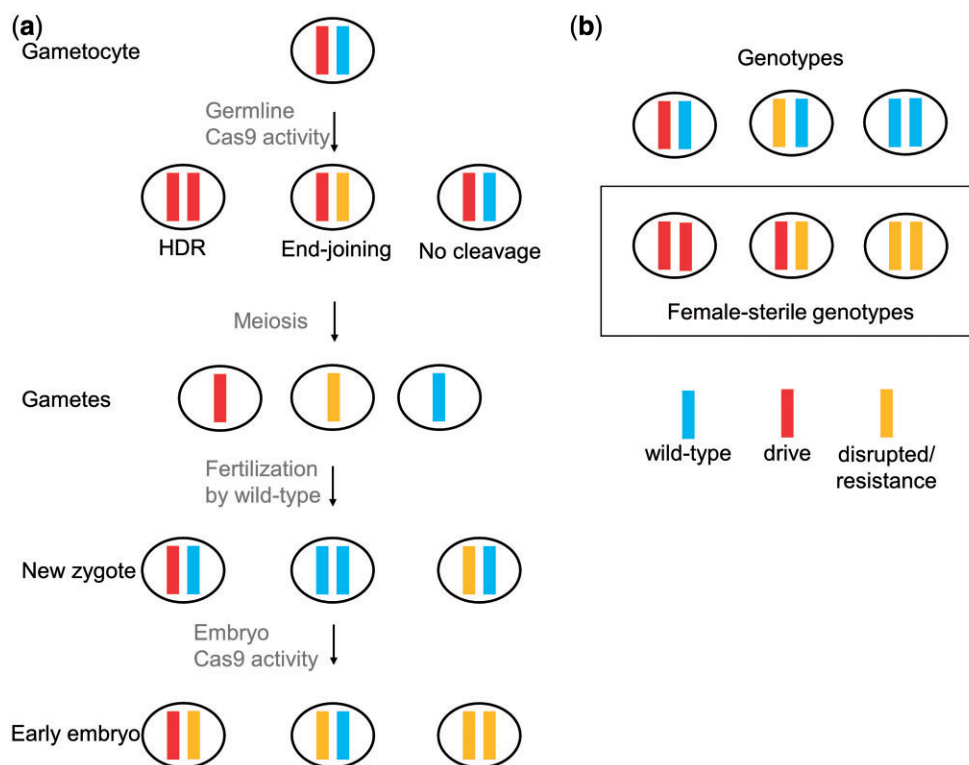 (a)
Gametocyte
Germline
Cas9 activity
HDR
End-joining
No cleavage
Meiosis
Gametes
Fertilization
by wild-type
New zygote
Embryo
Cas9 activity
Early embryo
(b)
Genotypes
Female-sterile genotypes
wild-type
drive
disrupted/
resistance